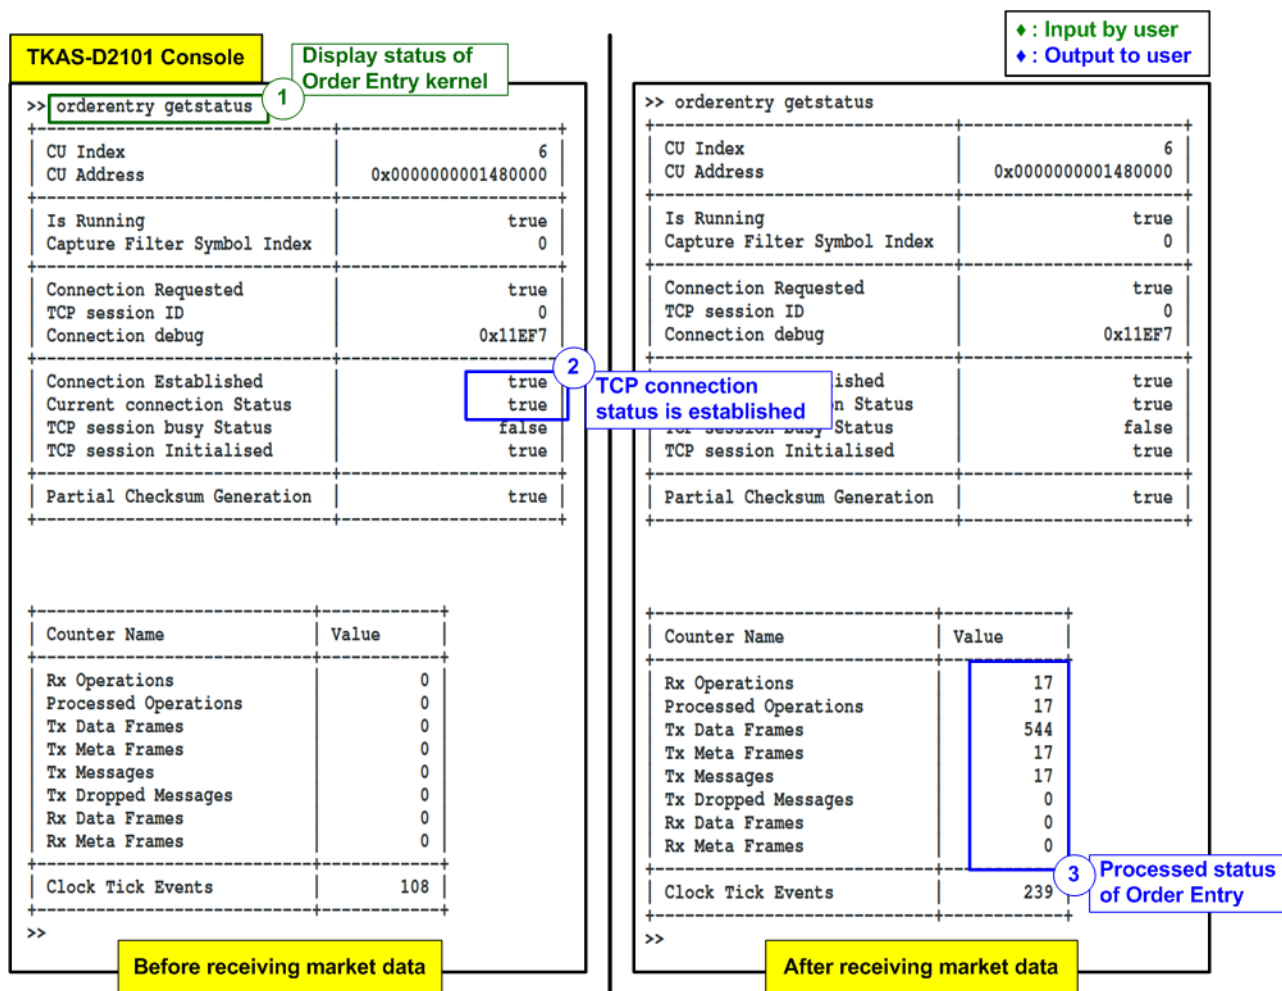 ♦ : Input by user
♦ : Output to user
TKAS-D2101 Console
Display status of
Order Entry kernel
1
>> orderentry getstatus
CU Index 6
CU Address 0x0000000001480000
Is Running true
Capture Filter Symbol Index 0
Connection Requested true
TCP session ID 0
Connection debug 0x11EF7
Connection Established true
Current connection Status true
TCP session busy Status false
TCP session Initialised true
Partial Checksum Generation true
2
TCP connection
status is established
Counter Name Value
Rx Operations 0
Processed Operations 0
Tx Data Frames 0
Tx Meta Frames 0
Tx Messages 0
Tx Dropped Messages 0
Rx Data Frames 0
Rx Meta Frames 0
Clock Tick Events 108
>>
Before receiving market data
>> orderentry getstatus
CU Index 6
CU Address 0x0000000001480000
Is Running true
Capture Filter Symbol Index 0
Connection Requested true
TCP session ID 0
Connection debug 0x11EF7
ished true
n Status true
TCP session busy Status false
TCP session Initialised true
Partial Checksum Generation true
Counter Name Value
Rx Operations 17
Processed Operations 17
Tx Data Frames 544
Tx Meta Frames 17
Tx Messages 17
Tx Dropped Messages 0
Rx Data Frames 0
Rx Meta Frames 0
Clock Tick Events 239
>>
3
Processed status
of Order Entry
After receiving market data